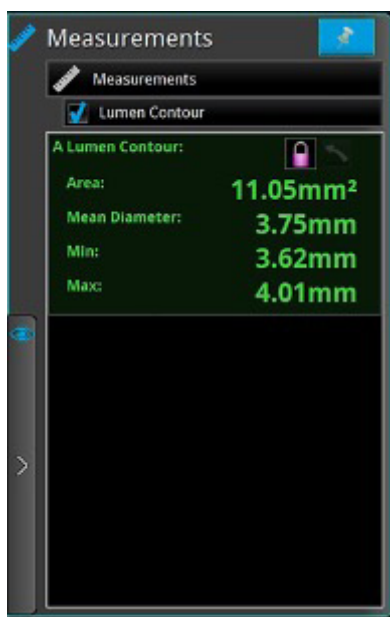 Measurements
Measurements
Lumen Contour
A Lumen Contour:
Area: 11.05mm²
Mean Diameter: 3.75mm
Min: 3.62mm
Max: 4.01mm